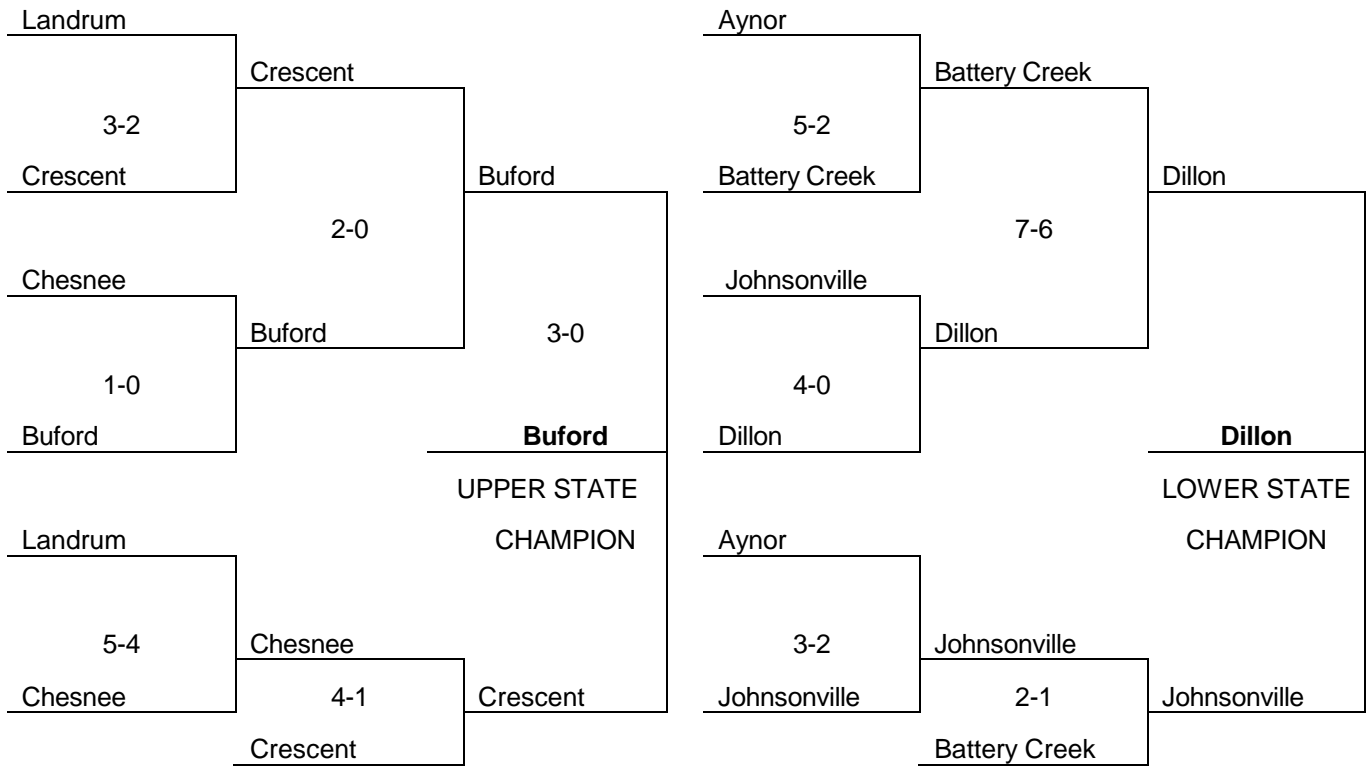 Landrum
Crescent
3-2
Crescent
Buford
2-0
Chesnee
Buford
3-0
1-0
Buford
Buford
UPPER STATE
CHAMPION
Landrum
5-4
Chesnee
Chesnee
4-1
Crescent
Crescent
Aynor
Battery Creek
5-2
Battery Creek
Dillon
7-6
Johnsonville
Dillon
4-0
Dillon
Dillon
LOWER STATE
CHAMPION
Aynor
3-2
Johnsonville
Johnsonville
2-1
Johnsonville
Battery Creek